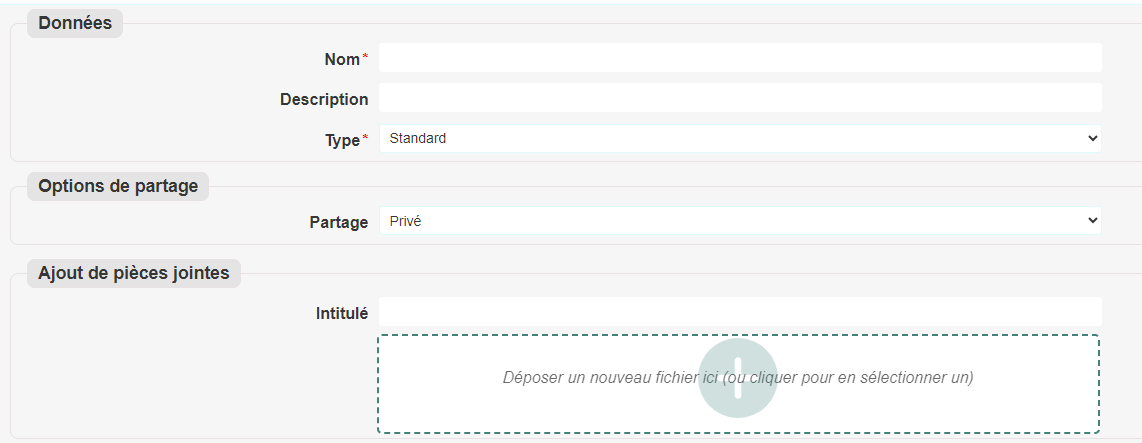 Données
Nom*
Description
Type* Standard
Options de partage
Partage Privé
Ajout de pièces jointes
Intitulé
Déposer un nouveau fichier ici (ou cliquer pour en sélectionner un)